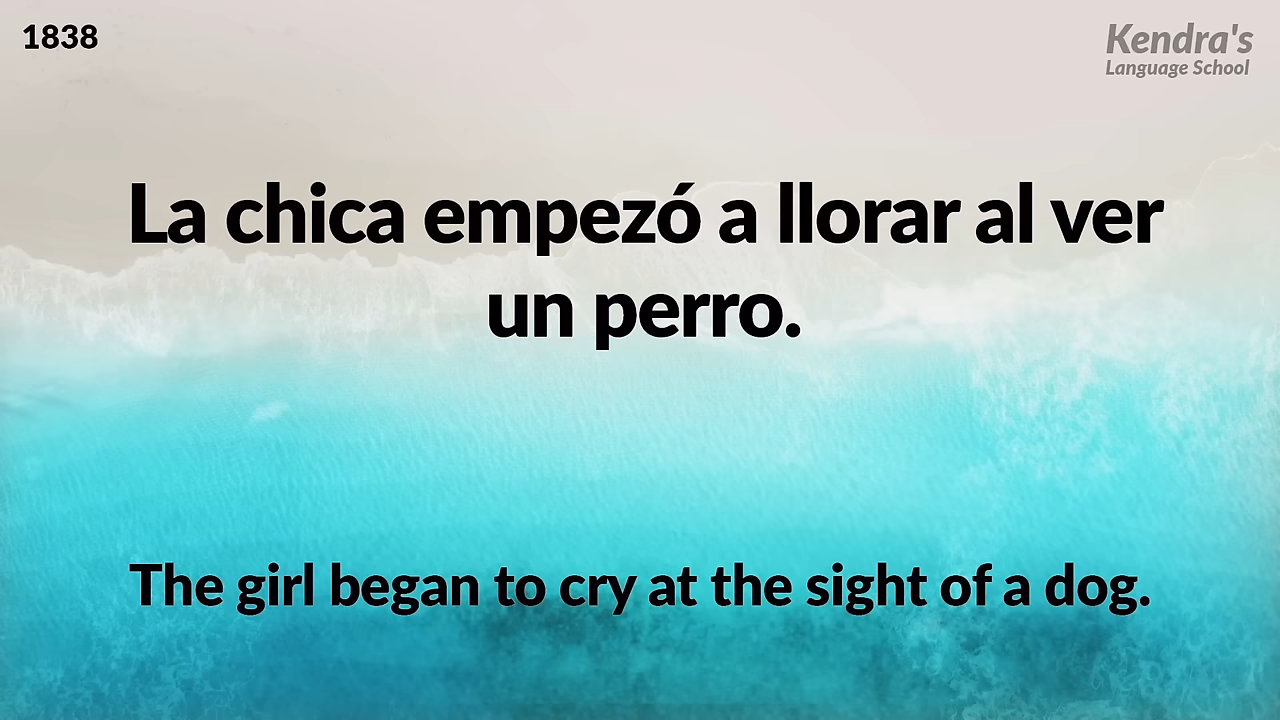 1838
Kendra's
Language School
La chica empezó a llorar al ver
un perro.
The girl began to cry at the sight of a dog.